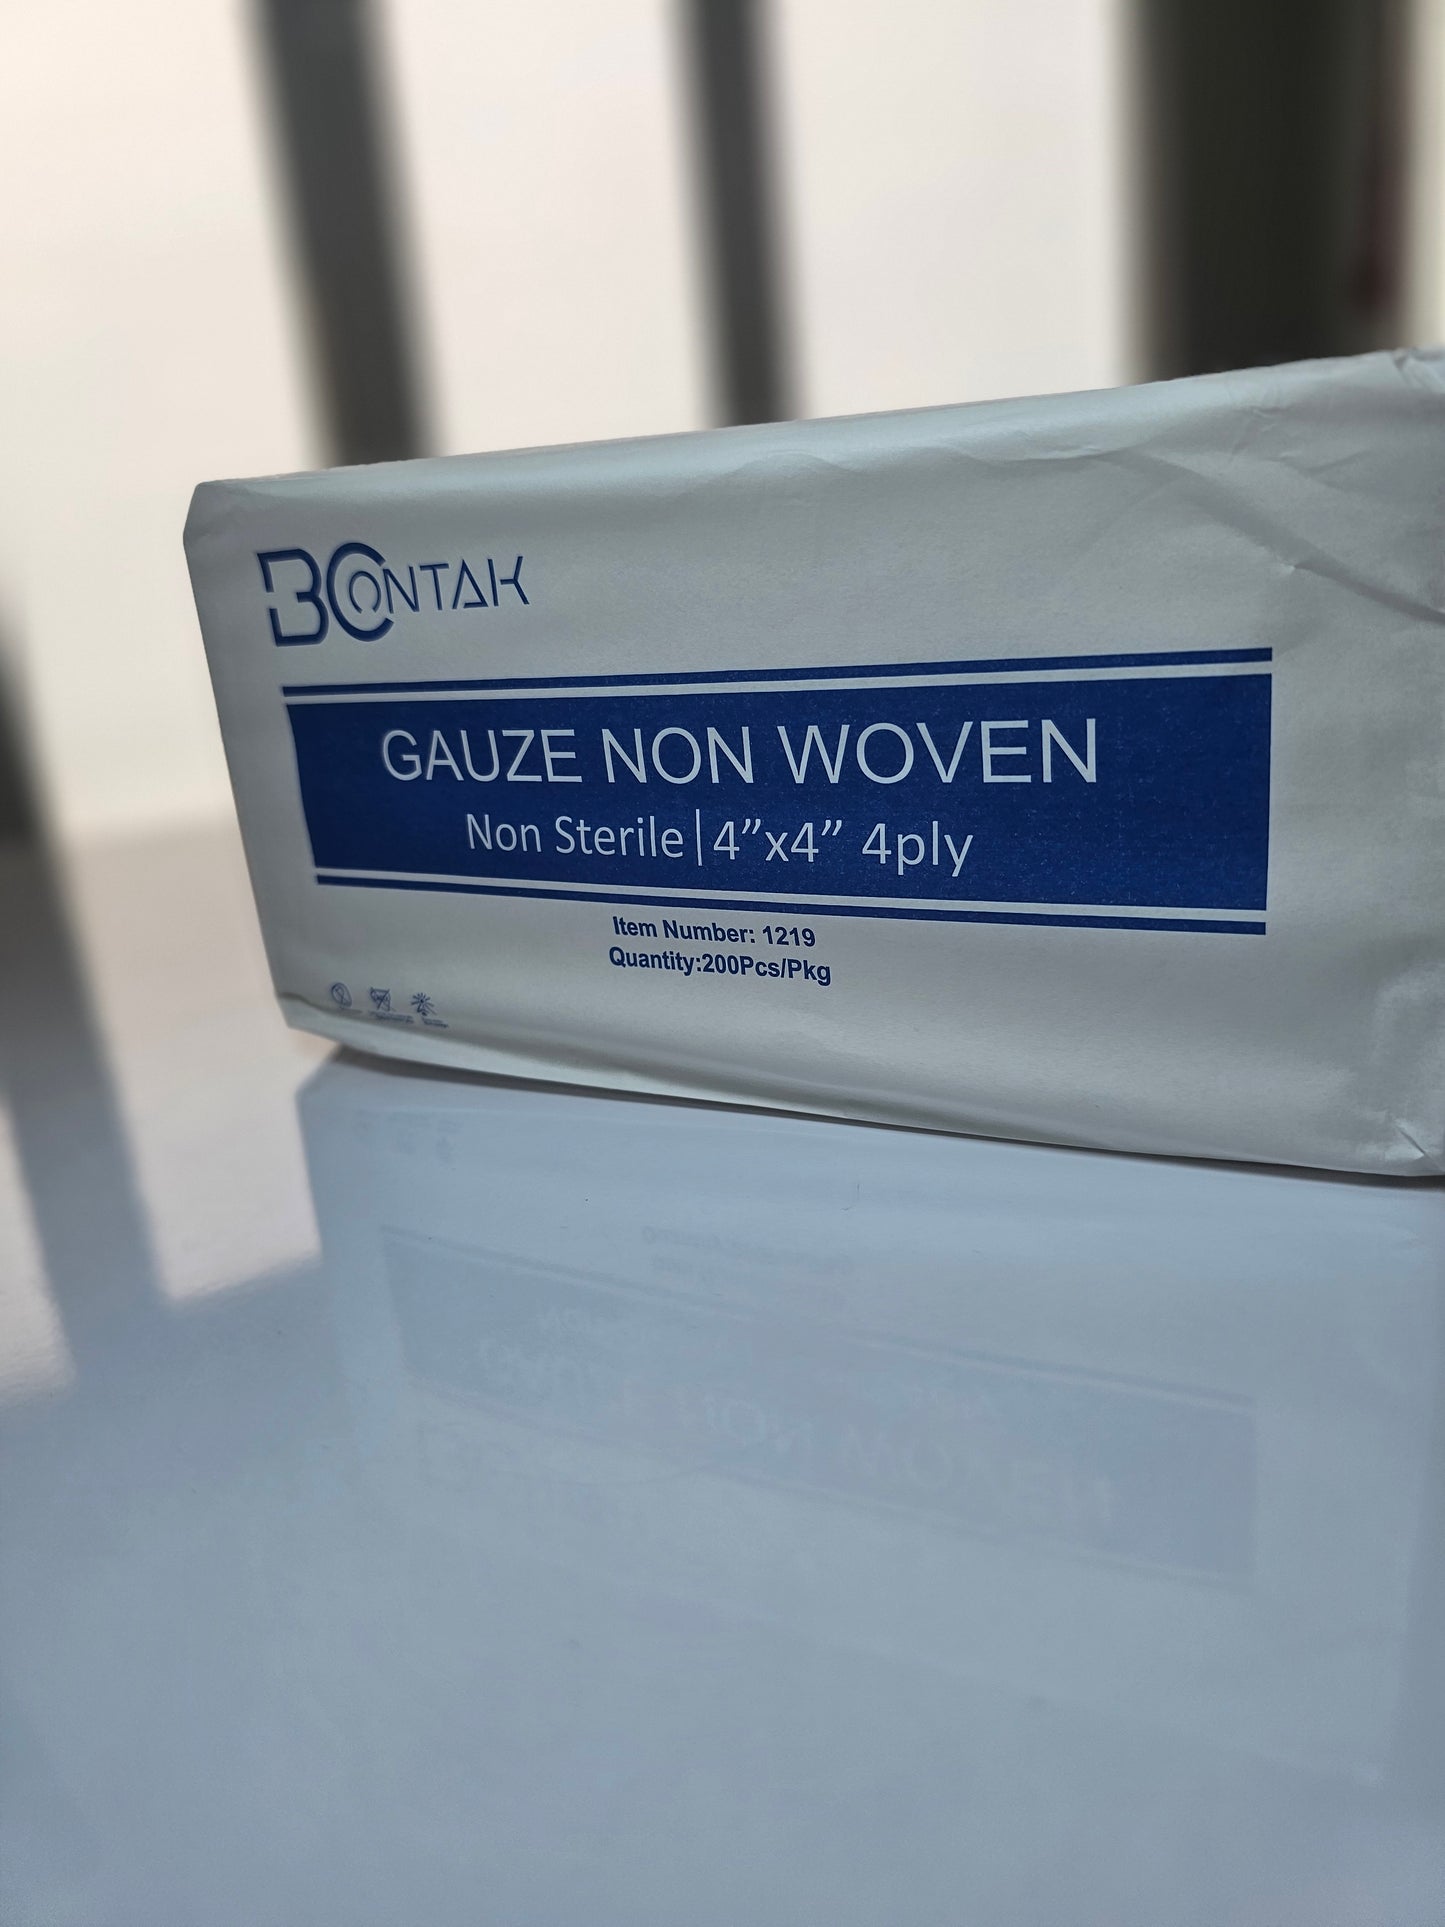 BCONTAK
GAUZE NON WOVEN
Non Sterile|4”x4” 4ply
Item Number: 1219
Quantity:200Pcs/Pkg